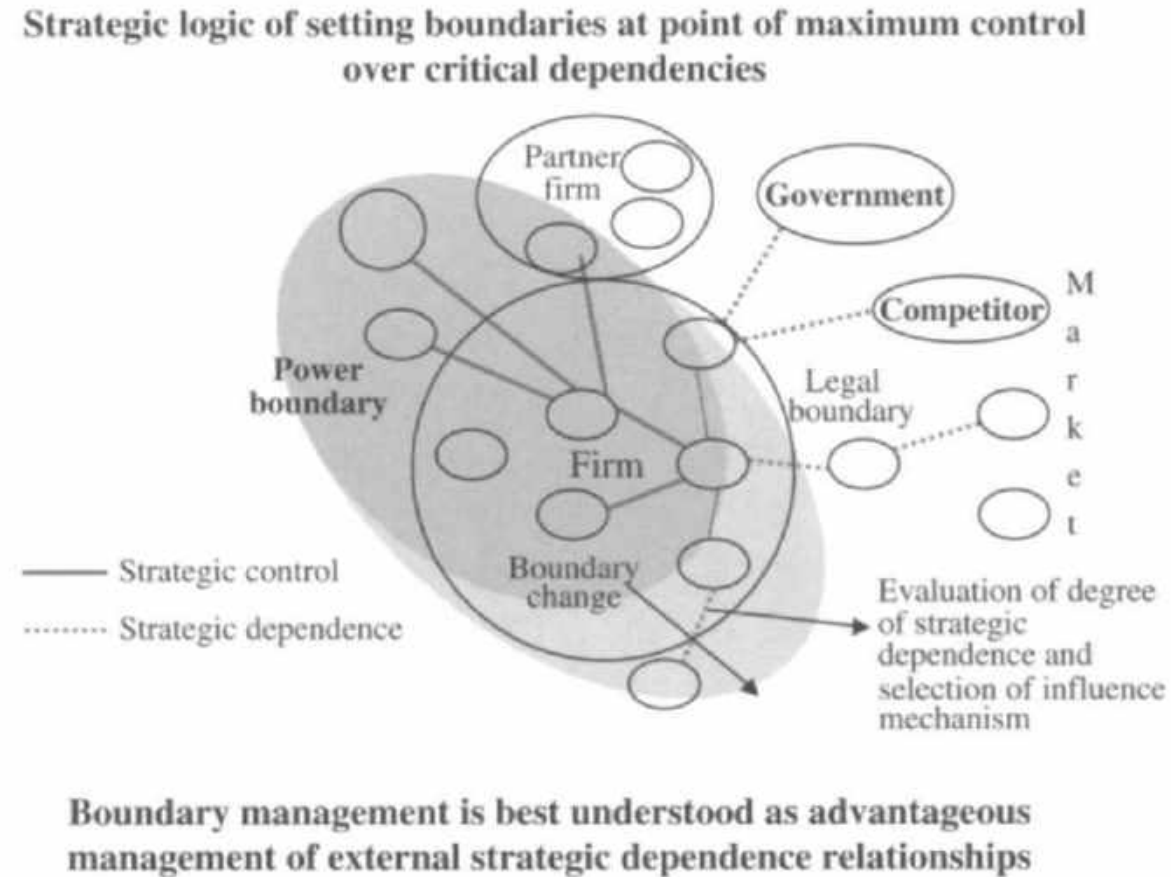 Strategic logic of setting boundaries at point of maximum control
over critical dependencies
Partner
firm
Government
Competitor
M
a
r
k
e
t
Power
boundary
Legal
boundary
Firm
Boundary
change
Strategic control
Strategic dependence
Evaluation of degree
of strategic
dependence and
selection of influence
mechanism
Boundary management is best understood as advantageous
management of external strategic dependence relationships